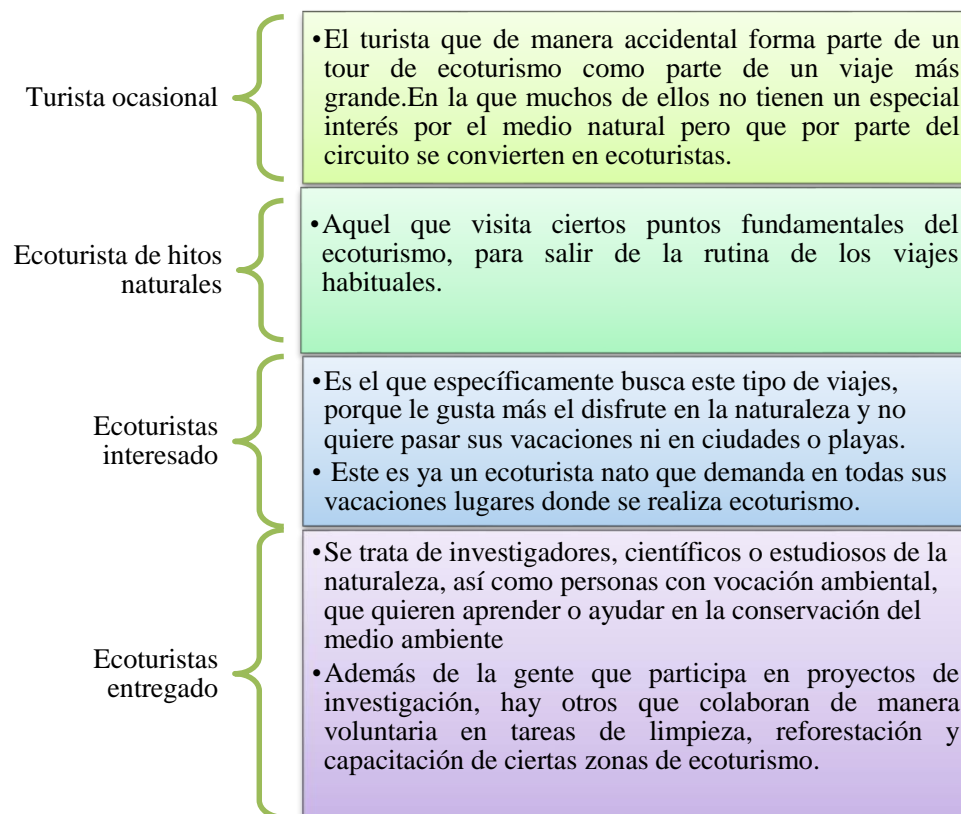 Turista ocasional
•El turista que de manera accidental forma parte de un
tour de ecoturismo como parte de un viaje más
grande.En la que muchos de ellos no tienen un especial
interés por el medio natural pero que por parte del
circuito se convierten en ecoturistas.
Ecoturista de hitos
naturales
•Aquel que visita ciertos puntos fundamentales del
ecoturismo, para salir de la rutina de los viajes
habituales.
Ecoturistas
interesado
•Es el que específicamente busca este tipo de viajes,
porque le gusta más el disfrute en la naturaleza y no
quiere pasar sus vacaciones ni en ciudades o playas.
• Este es ya un ecoturista nato que demanda en todas sus
vacaciones lugares donde se realiza ecoturismo.
Ecoturistas
entregado
•Se trata de investigadores, científicos o estudiosos de la
naturaleza, así como personas con vocación ambiental,
que quieren aprender o ayudar en la conservación del
medio ambiente
•Además de la gente que participa en proyectos de
investigación, hay otros que colaboran de manera
voluntaria en tareas de limpieza, reforestación y
capacitación de ciertas zonas de ecoturismo.